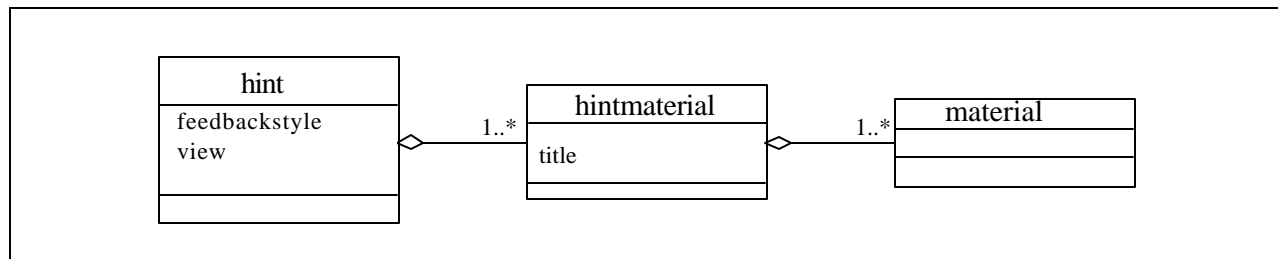 hint
feedbackstyle
view
1..*
hintmaterial
title
1..*
material